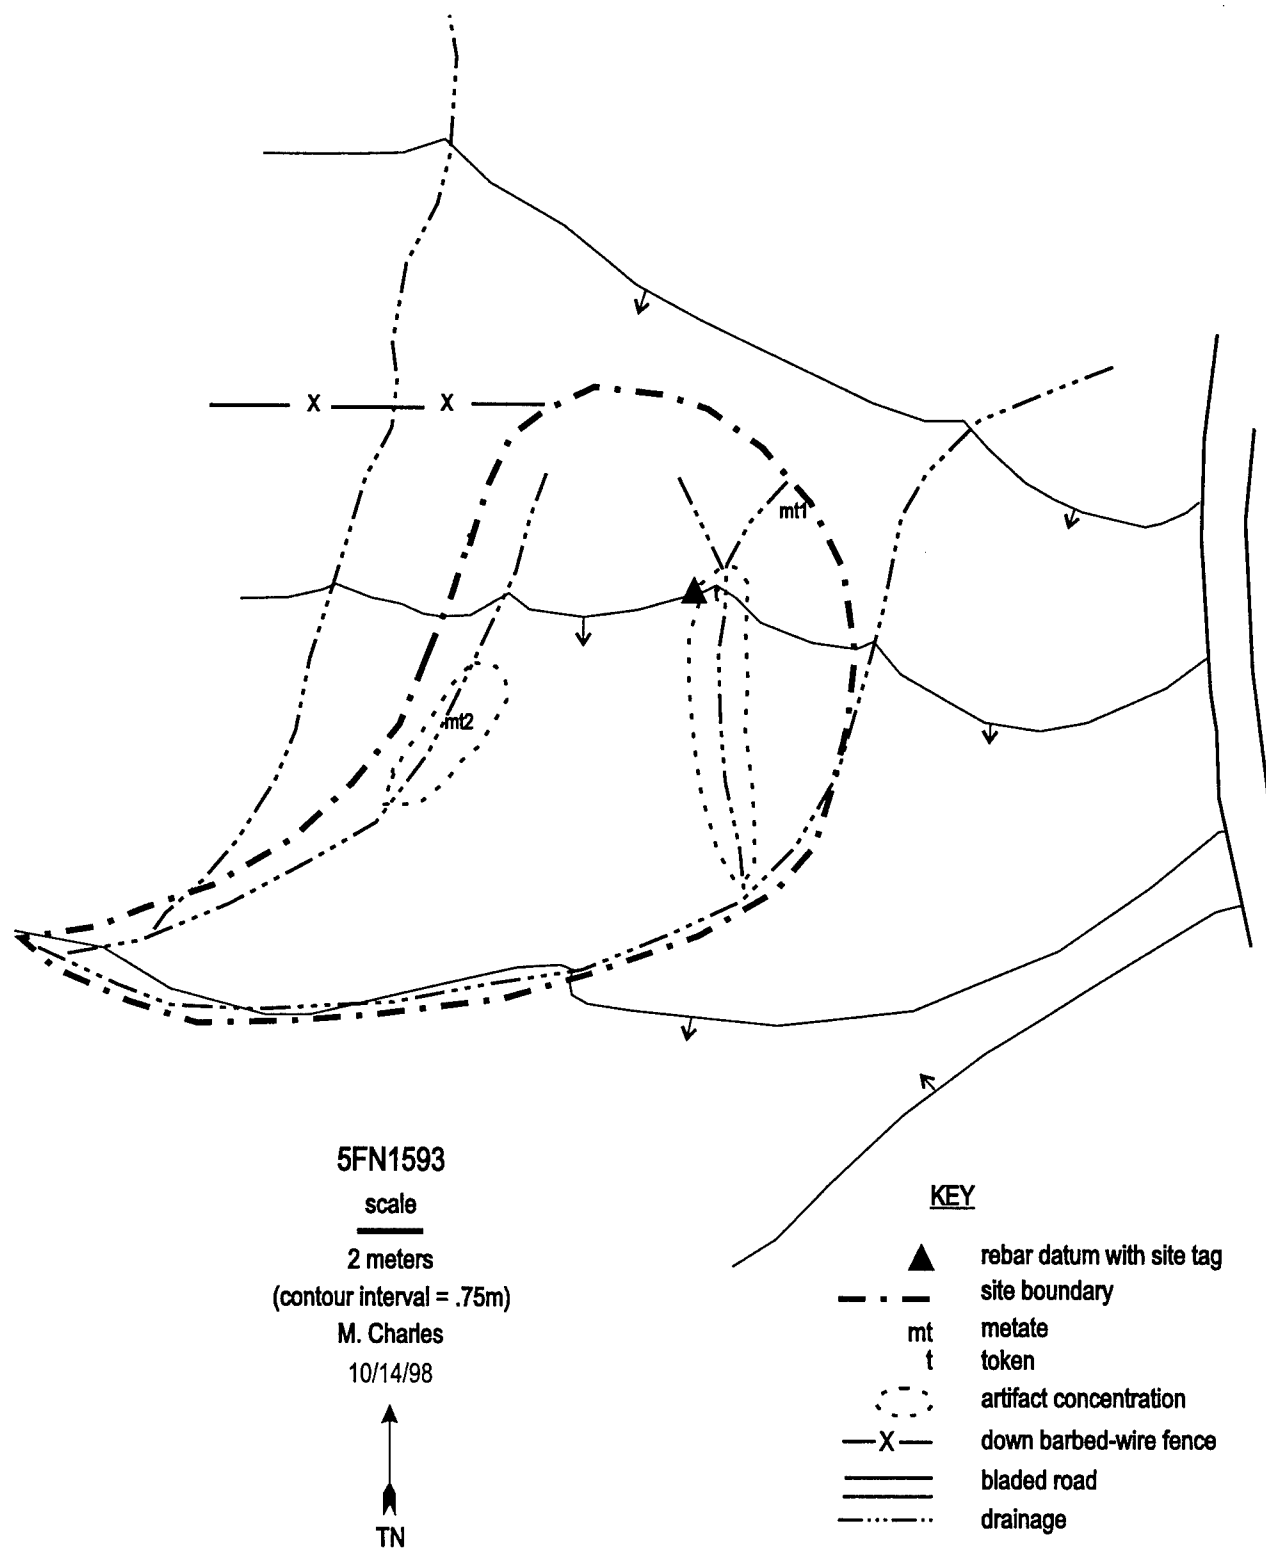 X X
mt1
t
mt2
5FN1593
scale
2 meters
(contour interval = .75m)
M. Charles
10/14/98
TN
KEY
rebar datum with site tag
site boundary
mt metate
t token
artifact concentration
X down barbed-wire fence
bladed road
drainage